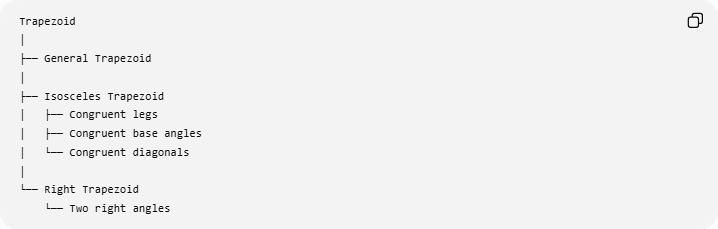 Trapezoid
│
├── General Trapezoid
│
├── Isosceles Trapezoid
│   ├── Congruent legs
│   ├── Congruent base angles
│   └── Congruent diagonals
│
└── Right Trapezoid
    └── Two right angles